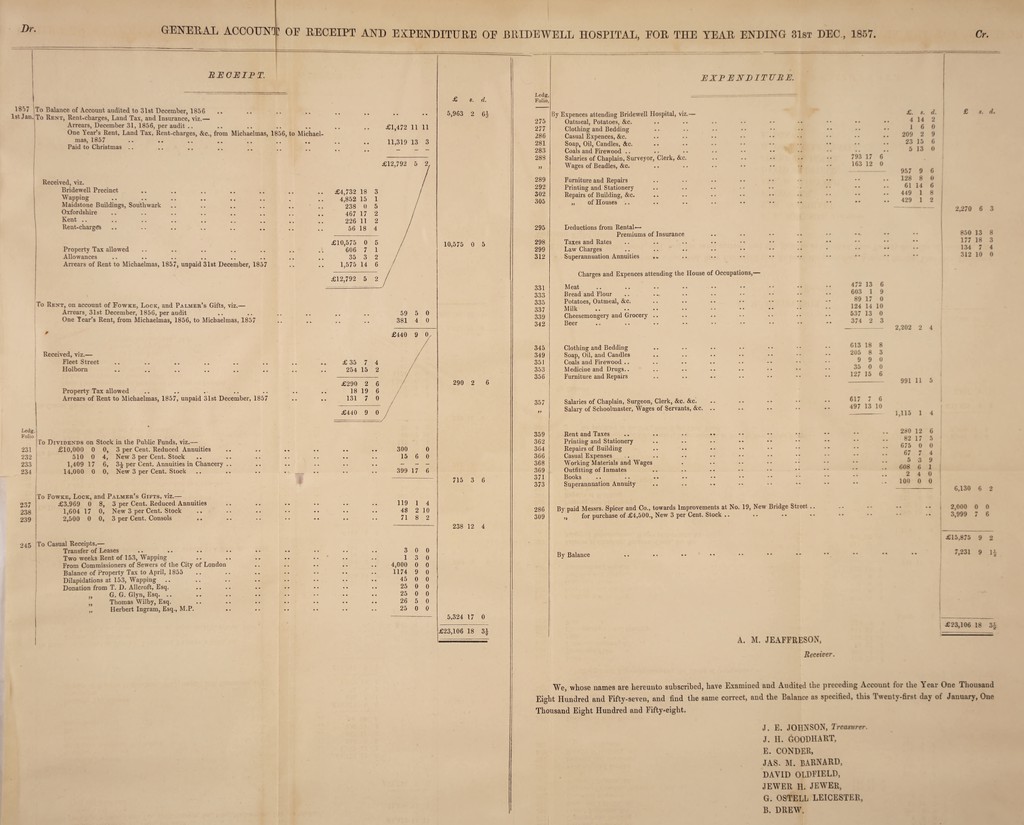 Dr.
GENERAL ACCOUNT OF RECEIPT AND EXPENDITURE OF BRIDEWELL HOSPITAL, FOR THE YEAR ENDING 31ST DEC., 1857.
Cr.
RECEIPT.
£ s. d.
1857 To Balance of Account audited to 31st December, 1856 .. 5,963 2 6½
1st Jan. To RENT, Rent-charges, Land Tax, and Insurance, viz.—
Arrears, December 31, 1856, per audit .. £1,472 11 11
One Year's Rent, Land Tax, Rent-charges, &c., from Michaelmas, 1856, to Michael-
mas, 1857 .. 11,319 13 3
Paid to Christmas .. – – –
£12,792 5 2
Received, viz.
Bridewell Precinct .. £4,732 18 3
Wapping .. 4,852 15 1
Maidstone Buildings, Southwark .. 238 0 5
Oxfordshire .. 467 17 2
Kent .. 226 11 2
Rent-charges .. 56 18 4
£10,575 0 5 10,575 0 5
Property Tax allowed .. 606 7 1
Allowances .. 35 3 2
Arrears of Rent to Michaelmas, 1857, unpaid 31st December, 1857 .. 1,575 14 6
£12,792 5 2
To RENT, on account of FOWKE, LOCK, and PALMER'S Gifts, viz.—
Arrears, 31st December, 1856, per audit .. 59 5 0
One Year's Rent, from Michaelmas, 1856, to Michaelmas, 1857 .. 381 4 0
£440 9 0
Received, viz.—
Fleet Street .. £35 7 4
Holborn .. 254 15 2
£290 2 6 290 2 6
Property Tax allowed .. 18 19 6
Arrears of Rent to Michaelmas, 1857, unpaid 31st December, 1857 .. 131 7 0
£440 9 0
Ledg.
Folio
To DIVIDENDS on Stock in the Public Funds, viz.—
231 £10,000 0 0, 3 per Cent. Reduced Annuities .. 300 0
232 510 0 4, New 3 per Cent. Stock .. 15 6 0
233 1,409 17 6, 3¼ per Cent. Annuities in Chancery .. – – –
234 14,000 0 0, New 3 per Cent. Stock .. 399 17 6
715 3 6
To FOWKE, LOCK, and PALMER'S GIFTS, viz.—
237 £3,969 0 8, 3 per Cent. Reduced Annuities .. 119 1 4
238 1,604 17 0, New 3 per Cent. Stock .. 48 2 10
239 2,500 0 0, 3 per Cent. Consols .. 71 8 2
238 12 4
245 To Casual Receipts.—
Transfer of Leases .. 3 0 0
Two weeks Rent of 153, Wapping .. 1 3 0
From Commissioners of Sewers of the City of London .. 4,000 0 0
Balance of Property Tax to April, 1855 .. 1174 9 0
Dilapidations at 153, Wapping .. 45 0 0
Donation from T. D. Allcroft, Esq. .. 25 0 0
„ G. G. Glyn, Esq. .. 25 0 0
„ Thomas Wilby, Esq. .. 26 5 0
„ Herbert Ingram, Esq., M.P. .. 25 0 0
5,324 17 0
£23,106 18 3½
EXPENDITURE.
Ledg.
Folio.
£. s. d. £ s. d.
By Expences attending Bridewell Hospital, viz.—
275 Oatmeal, Potatoes, &c. .. 4 14 2
277 Clothing and Bedding .. 1 6 0
286 Casual Expences, &c. .. 209 2 9
281 Soap, Oil, Candles, &c. .. 23 15 6
283 Coals and Firewood .. 5 13 0
288 Salaries of Chaplain, Surveyor, Clerk, &c. .. 793 17 6
„ Wages of Beadles, &c. .. 163 12 0
957 9 6
289 Furniture and Repairs .. 128 8 0
292 Printing and Stationery .. 61 14 6
302 Repairs of Building, &c. .. 449 1 8
305 „ of Houses .. 429 1 2
2,270 6 3
295 Deductions from Rental—
Premiums of Insurance .. 850 13 8
298 Taxes and Rates .. 177 18 3
299 Law Charges .. 134 7 4
312 Superannuation Annuities .. 312 10 0
Charges and Expences attending the House of Occupations,—
331 Meat .. 472 13 6
333 Bread and Flour .. 603 1 9
335 Potatoes, Oatmeal, &c. .. 89 17 0
337 Milk .. 124 14 10
339 Cheesemongery and Grocery .. 537 13 0
342 Beer .. 374 2 3
2,202 2 4
345 Clothing and Bedding .. 613 18 8
349 Soap, Oil, and Candles .. 205 8 3
351 Coals and Firewood .. 9 9 0
353 Medicine and Drugs .. 35 0 0
356 Furniture and Repairs .. 127 15 6
991 11 5
357 Salaries of Chaplain, Surgeon, Clerk, &c. &c. .. 617 7 6
„ Salary of Schoolmaster, Wages of Servants, &c. .. 497 13 10
1,115 1 4
359 Rent and Taxes .. 280 12 6
362 Printing and Stationery .. 82 17 5
364 Repairs of Building .. 675 0 0
366 Casual Expenses .. 67 7 4
368 Working Materials and Wages .. 5 3 9
369 Outfitting of Inmates .. 608 6 1
371 Books .. 2 4 0
373 Superannuation Annuity .. 100 0 0
6,130 6 2
286 By paid Messrs. Spicer and Co., towards Improvements at No. 19, New Bridge Street .. 2,000 0 0
309 „ for purchase of £4,500., New 3 per Cent. Stock .. 3,999 7 6
£15,875 9 2
By Balance .. 7,231 9 1½
£23,106 18 3½
A. M. JEAFFRESON,
Receiver.
We, whose names are hereunto subscribed, have Examined and Audited the preceding Account for the Year One Thousand
Eight Hundred and Fifty-seven, and find the same correct, and the Balance as specified, this Twenty-first day of January, One
Thousand Eight Hundred and Fifty-eight.
J. E. JOHNSON, Treasurer.
J. H. GOODHART,
E. CONDER,
JAS. M. BARNARD,
DAVID OLDFIELD,
JEWER H. JEWER,
G. OSTELL LEICESTER,
B. DREW.